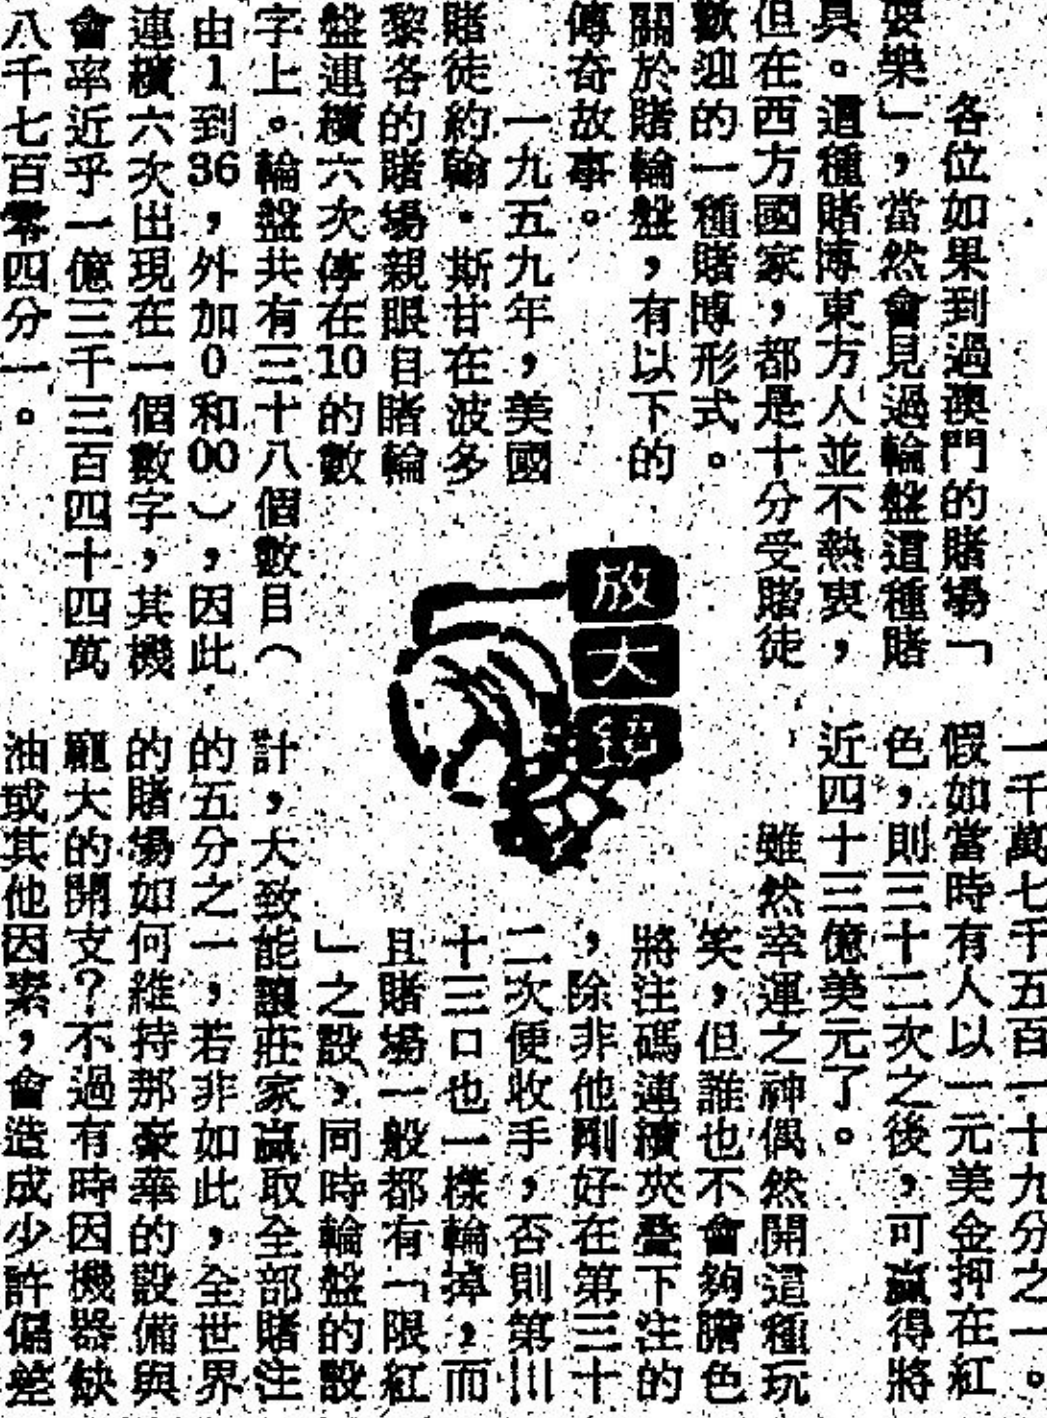 各位如果到過澳門的賭場「
耍樂」，當然會見過輪盤這種賭
具。這種賭博東方人並不熱衷，
但在西方國家，都是十分受賭徒
歡迎的一種賭博形式。
關於賭輪盤，有以下的
傳奇故事。
一九五九年，美國
賭徒約翰．斯甘在波多
黎各的賭場親眼自睹輪
盤連續六次停在10的數
字上。輪盤共有三十八個數目（
由1到36，外加0和00），因此
連續六次出現在一個數字，其機
會率近乎一億三千三百四十四萬
八千七百零四分一。
放大鏡
一千萬七千五百一十九分之一。
假如當時有人以一元美金押在紅
色，則三十二次之後，可贏得將
近四十三億美元了。
雖然幸運之神偶然開這種玩
笑，但誰也不會夠膽色
將注碼連續夾疊下注的
，除非他剛好在第三十
二次便收手，否則第川
十三口也一樣輸掉，而
且賭場一般都有「限紅
」之設，同時輪盤的設
計，大致能讓莊家贏取全部賭注
的五分之一，若非如此，全世界
的賭場如何維持那豪華的設備與
龐大的開支？不過有時因機器缺
油或其他因素，會造成少許偏差